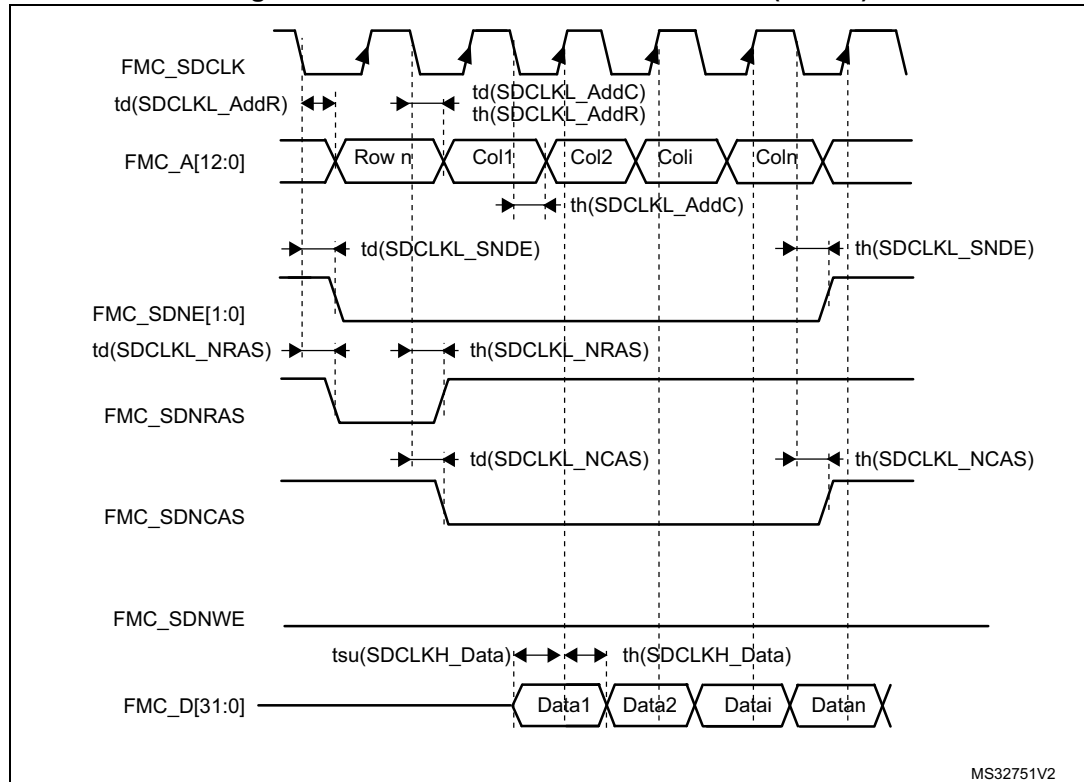 FMC_SDCLK
td(SDCLKL_AddR)
td(SDCLKL_AddC)
th(SDCLKL_AddR)
FMC_A[12:0]
Row n
Col1
Col2
Coli
Coln
th(SDCLKL_AddC)
td(SDCLKL_SNDE)
th(SDCLKL_SNDE)
FMC_SDNE[1:0]
td(SDCLKL_NRAS)
th(SDCLKL_NRAS)
FMC_SDNRAS
td(SDCLKL_NCAS)
th(SDCLKL_NCAS)
FMC_SDNCAS
FMC_SDNWE
tsu(SDCLKH_Data)
th(SDCLKH_Data)
FMC_D[31:0]
Data1
Data2
Datai
Datan
MS32751V2